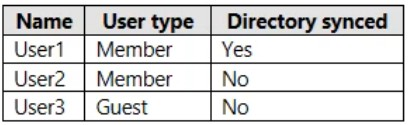 Name User type Directory synced
User1 Member Yes
User2 Member No
User3 Guest No